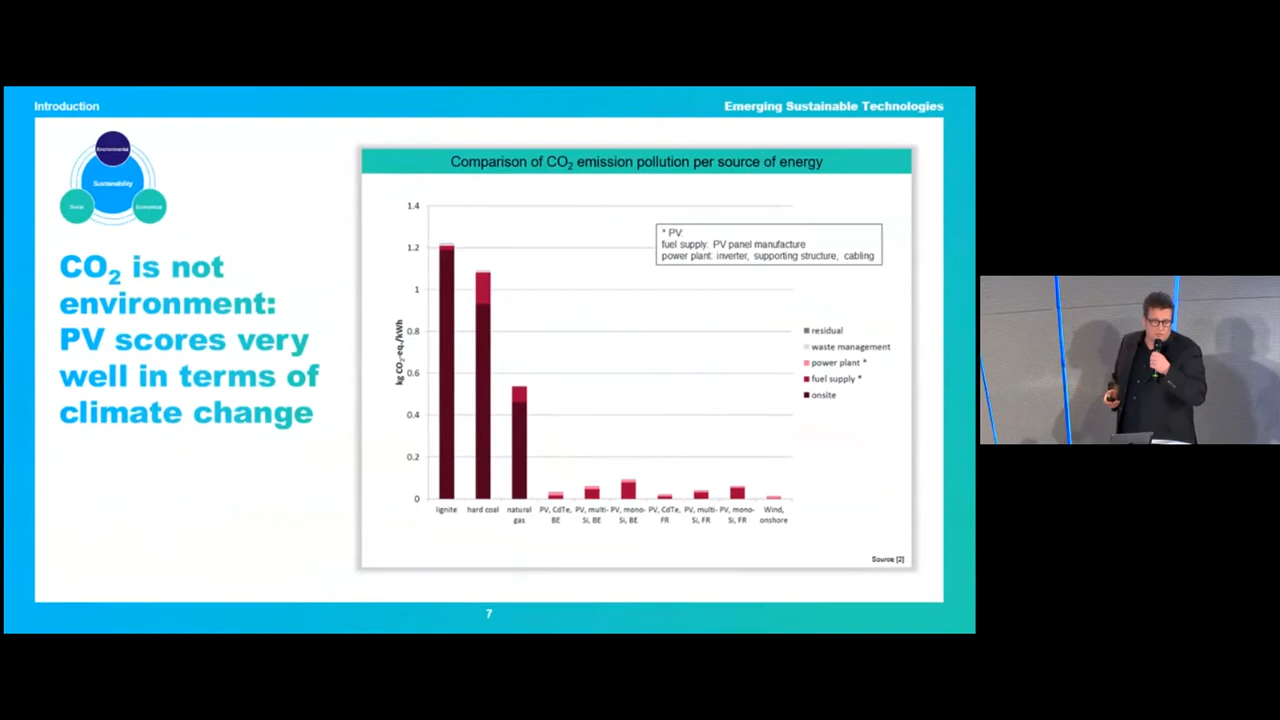 Introduction
Emerging Sustainable Technologies
Environmental
Sustainability
Social
Economical
CO2 is not
environment:
PV scores very
well in terms of
climate change
Comparison of CO2 emission pollution per source of energy
1.4
1.2
1
0.8
0.6
0.4
0.2
0
kg CO2-eq./kWh
* PV:
fuel supply: PV panel manufacture
power plant: inverter, supporting structure, cabling
residual
waste management
power plant *
fuel supply *
onsite
lignite
hard coal
natural
gas
PV, CdTe,
BE
PV, multi-
Si, BE
PV, mono-
Si, BE
PV, CdTe,
FR
PV, multi-
Si, FR
PV, mono-
Si, FR
Wind,
onshore
Source [2]
7